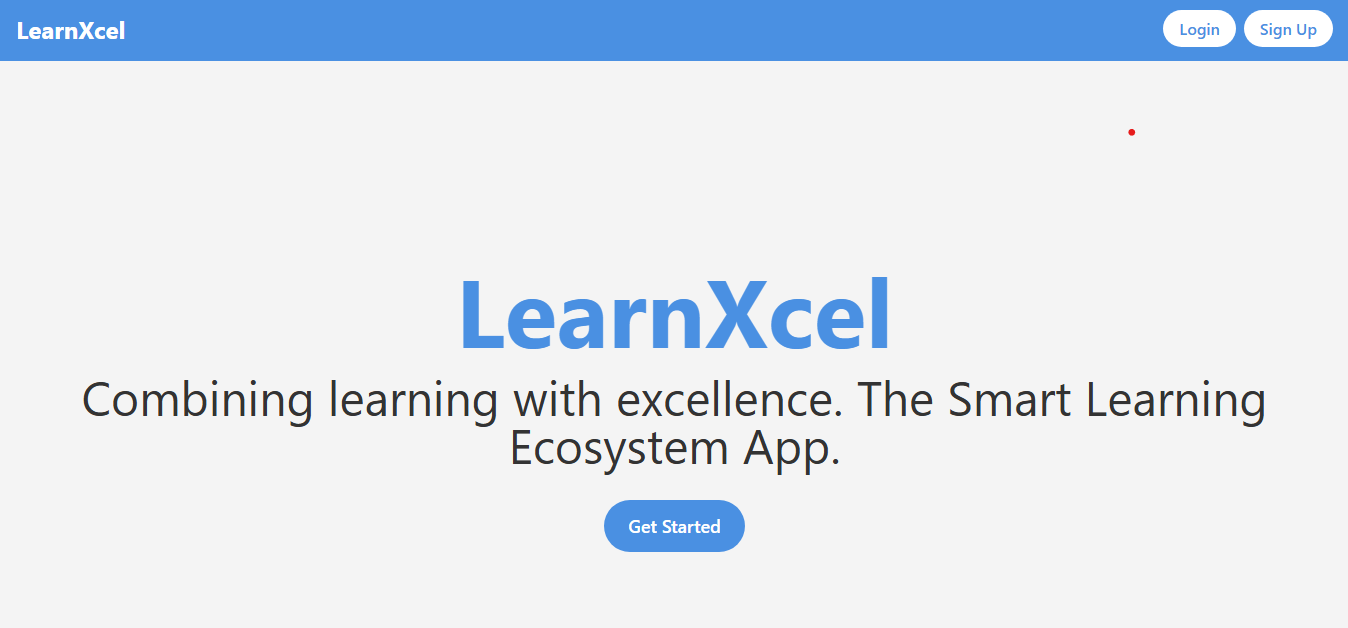 LearnXcel
Login
Sign Up
LearnXcel
Combining learning with excellence. The Smart Learning
Ecosystem App.
Get Started